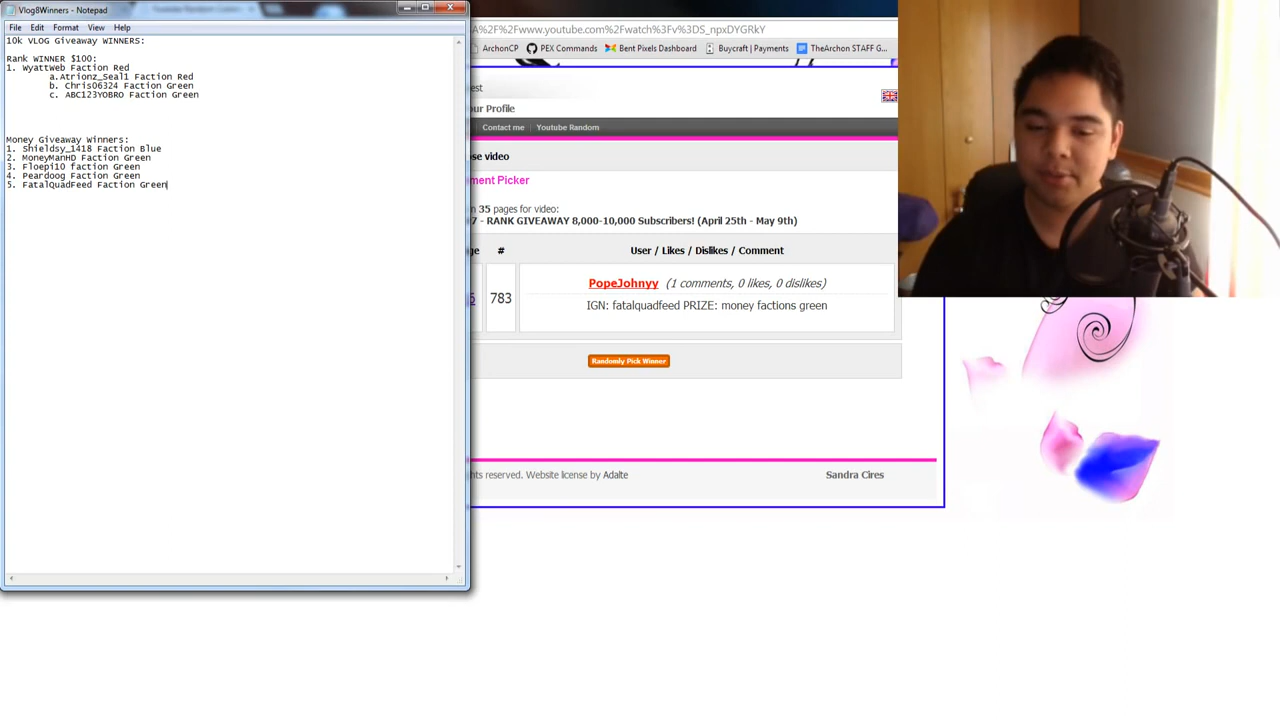 Vlog8Winners - Notepad
File Edit Format View Help
10k VLOG Giveaway WINNERS:
Rank WINNER $100:
1. WyattWeb Faction Red
a.Atrionz_Seal1 Faction Red
b. Chris06324 Faction Green
c. ABC123YOBRO Faction Green
Money Giveaway Winners:
1. Shieldsy_1418 Faction Blue
2. MoneyManHD Faction Green
3. Floepi10 faction Green
4. Peardoog Faction Green
5. FatalQuadFeed Faction Green
A%2F%2Fwww.youtube.com%2Fwatch%3Fv%3DS_npxDYGRkY
ArchonCP PEX Commands Bent Pixels Dashboard Buycraft | Payments TheArchon STAFF G...
est
our Profile
Contact me Youtube Random
ose video
ment Picker
n 35 pages for video:
7 - RANK GIVEAWAY 8,000-10,000 Subscribers! (April 25th - May 9th)
ge # User / Likes / Dislikes / Comment
6 783 PopeJohnyy (1 comments, 0 likes, 0 dislikes)
IGN: fatalquadfeed PRIZE: money factions green
Randomly Pick Winner
hts reserved. Website license by Adalte Sandra Cires